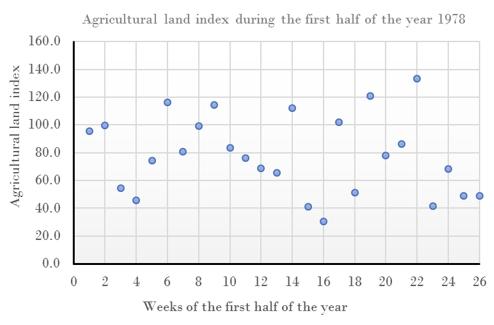 Agricultural land index during the first half of the year 1978
160.0
140.0
120.0
100.0
80.0
60.0
40.0
20.0
0.0
Agricultural land index
0 2 4 6 8 10 12 14 16 18 20 22 24 26
Weeks of the first half of the year